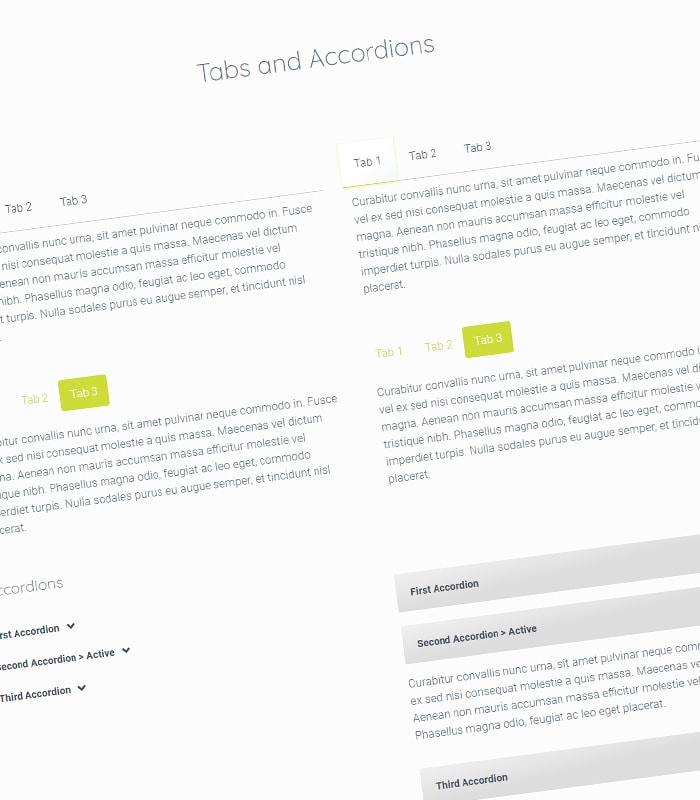 Tabs and Accordions
Tab 2 Tab 3
convallis nunc urna, sit amet pulvinar neque commodo in. Fusce
nisi consequat molestie a quis massa. Maecenas vel dictum
enean non mauris accumsan massa efficitur molestie vel
nibh. Phasellus magna odio, feugiat ac leo eget, commodo
t turpis. Nulla sodales purus eu augue semper, et tincidunt nisl
Tab 1 Tab 2 Tab 3
Curabitur convallis nunc urna, sit amet pulvinar neque commodo in. Fu
vel ex sed nisi consequat molestie a quis massa. Maecenas vel dictum
magna. Aenean non mauris accumsan massa efficitur molestie vel
tristique nibh. Phasellus magna odio, feugiat ac leo eget, commodo
imperdiet turpis. Nulla sodales purus eu augue semper, et tincidunt n
placerat.
Tab 2 Tab 3
bitur convallis nunc urna, sit amet pulvinar neque commodo in. Fusce
x sed nisi consequat molestie a quis massa. Maecenas vel dictum
na. Aenean non mauris accumsan massa efficitur molestie vel
ique nibh. Phasellus magna odio, feugiat ac leo eget, commodo
erdiet turpis. Nulla sodales purus eu augue semper, et tincidunt nisl
cerat.
Tab 1 Tab 2 Tab 3
Curabitur convallis nunc urna, sit amet pulvinar neque commodo i
vel ex sed nisi consequat molestie a quis massa. Maecenas vel di
magna. Aenean non mauris accumsan massa efficitur molestie v
tristique nibh. Phasellus magna odio, feugiat ac leo eget, commo
imperdiet turpis. Nulla sodales purus eu augue semper, et tincid
placerat.
ccordions
rst Accordion
econd Accordion > Active
Third Accordion
First Accordion
Second Accordion > Active
Curabitur convallis nunc urna, sit amet pulvinar neque com
ex sed nisi consequat molestie a quis massa. Maecenas ve
Aenean non mauris accumsan massa efficitur molestie vel
Phasellus magna odio, feugiat ac leo eget placerat.
Third Accordion